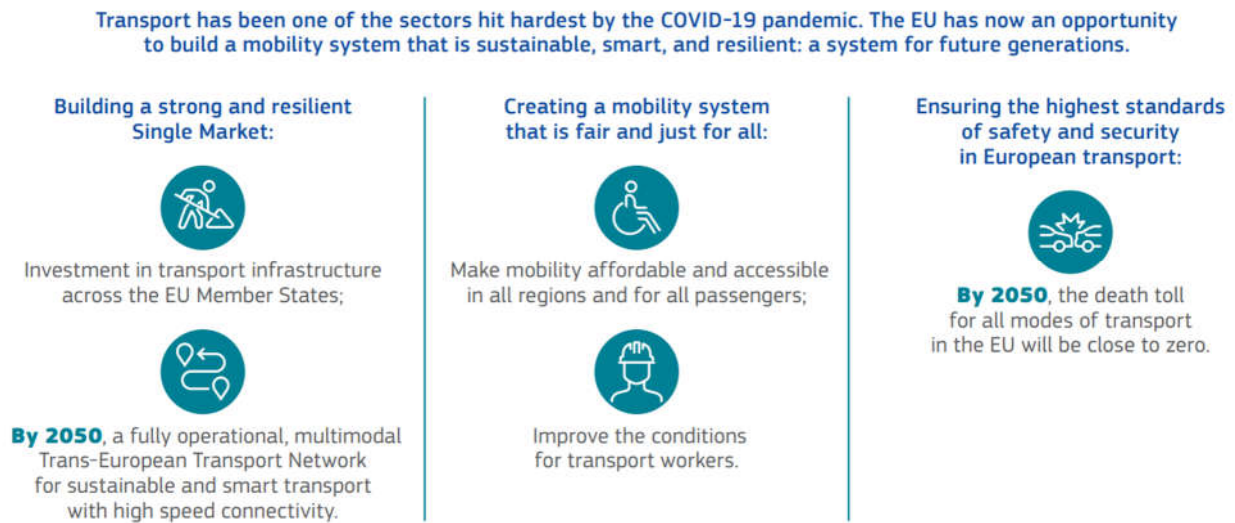 Transport has been one of the sectors hit hardest by the COVID-19 pandemic. The EU has now an opportunity
to build a mobility system that is sustainable, smart, and resilient: a system for future generations.
Building a strong and resilient
Single Market:
Investment in transport infrastructure
across the EU Member States;
By 2050, a fully operational, multimodal
Trans-European Transport Network
for sustainable and smart transport
with high speed connectivity.
Creating a mobility system
that is fair and just for all:
Make mobility affordable and accessible
in all regions and for all passengers;
Improve the conditions
for transport workers.
Ensuring the highest standards
of safety and security
in European transport:
By 2050, the death toll
for all modes of transport
in the EU will be close to zero.